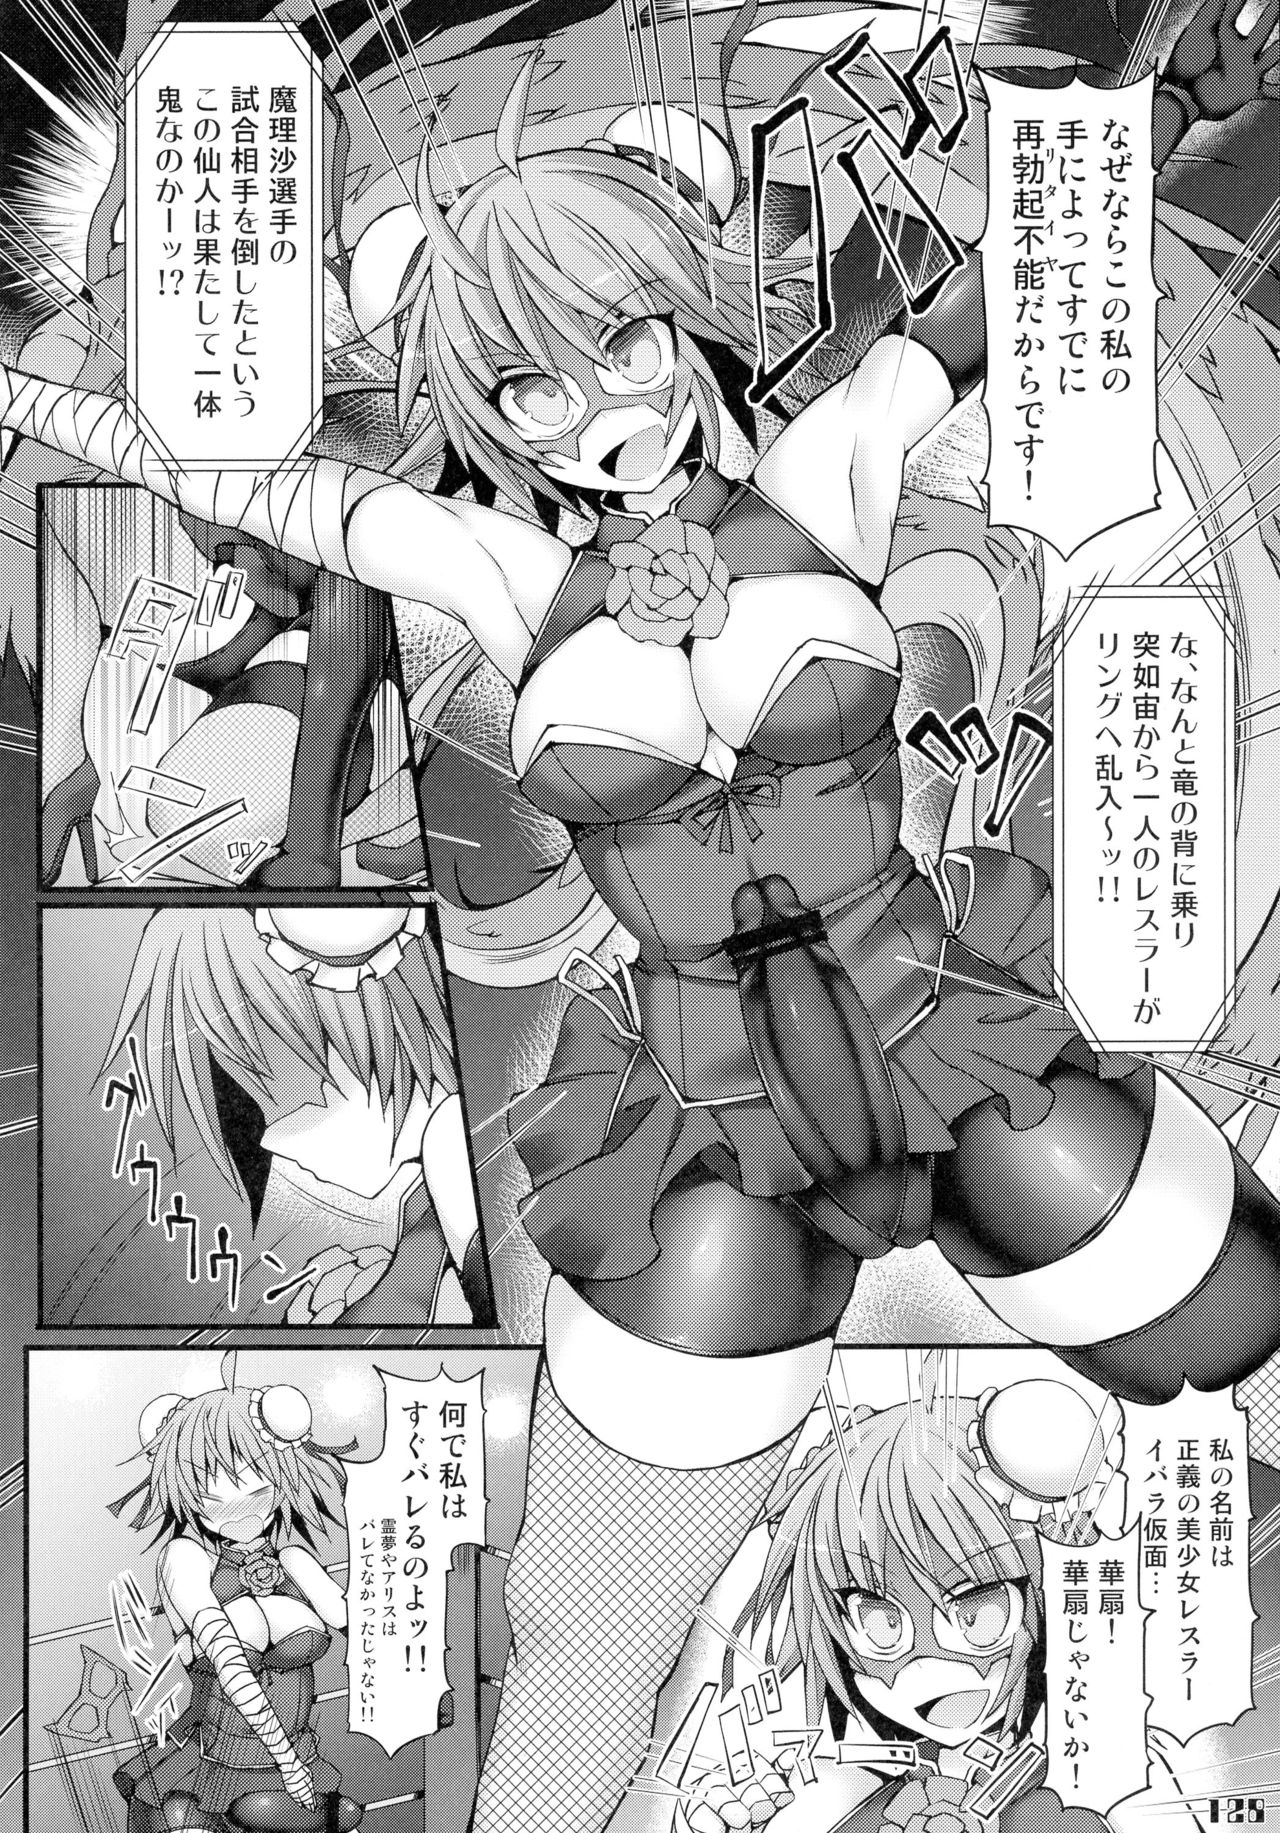 なぜならこの私の
手によってすでに
再勃起不能だからです！
リタイヤ
な、なんと竜の背に乗り
突如宙から一人のレスラーが
リングへ乱入～ッ!!
魔理沙選手の
試合相手を倒したという
この仙人は果たして一体
鬼なのかーッ!?
私の名前は
正義の美少女レスラー
イバラ仮面…
華扇！
華扇じゃないか！
何で私は
すぐバレるのよッ!!
霊夢やアリスは
バレてなかったじゃない!!
128